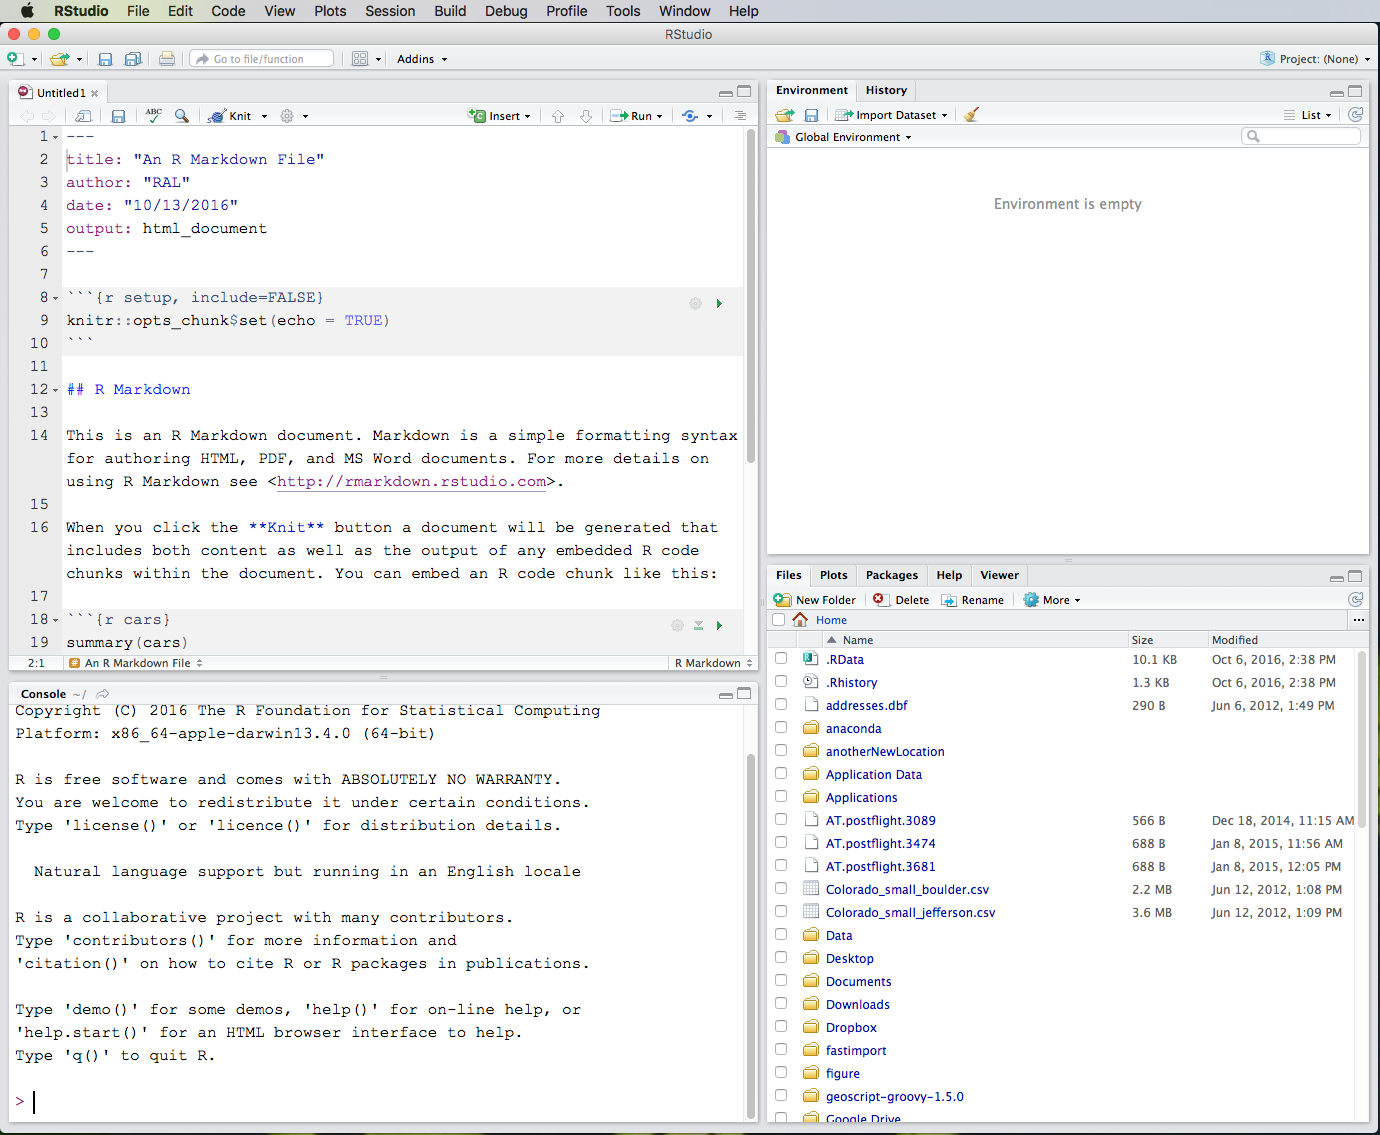 RStudio File Edit Code View Plots Session Build Debug Profile Tools Window Help
RStudio
Go to file/function Addins Project: (None)
Untitled1
ABC Knit Insert Run
1 ---
2 title: "An R Markdown File"
3 author: "RAL"
4 date: "10/13/2016"
5 output: html_document
6 ---
7
8 ```{r setup, include=FALSE}
9 knitr::opts_chunk$set(echo = TRUE)
10 ```
11
12 ## R Markdown
13
14 This is an R Markdown document. Markdown is a simple formatting syntax
for authoring HTML, PDF, and MS Word documents. For more details on
using R Markdown see <http://rmarkdown.rstudio.com>.
15
16 When you click the **Knit** button a document will be generated that
includes both content as well as the output of any embedded R code
chunks within the document. You can embed an R code chunk like this:
17
18 ```{r cars}
19 summary(cars)
2:1 An R Markdown File R Markdown
Console ~/
Copyright (C) 2016 The R Foundation for Statistical Computing
Platform: x86_64-apple-darwin13.4.0 (64-bit)
R is free software and comes with ABSOLUTELY NO WARRANTY.
You are welcome to redistribute it under certain conditions.
Type 'license()' or 'licence()' for distribution details.
Natural language support but running in an English locale
R is a collaborative project with many contributors.
Type 'contributors()' for more information and
'citation()' on how to cite R or R packages in publications.
Type 'demo()' for some demos, 'help()' for on-line help, or
'help.start()' for an HTML browser interface to help.
Type 'q()' to quit R.
>
Environment History
Import Dataset List
Global Environment
Environment is empty
Files Plots Packages Help Viewer
New Folder Delete Rename More
Home ...
Name Size Modified
.RData 10.1 KB Oct 6, 2016, 2:38 PM
.Rhistory 1.3 KB Oct 6, 2016, 2:38 PM
addresses.dbf 290 B Jun 6, 2012, 1:49 PM
anaconda
anotherNewLocation
Application Data
Applications
AT.postflight.3089 566 B Dec 18, 2014, 11:15 AM
AT.postflight.3474 688 B Jan 8, 2015, 11:56 AM
AT.postflight.3681 688 B Jan 8, 2015, 12:05 PM
Colorado_small_boulder.csv 2.2 MB Jun 12, 2012, 1:08 PM
Colorado_small_jefferson.csv 3.6 MB Jun 12, 2012, 1:09 PM
Data
Desktop
Documents
Downloads
Dropbox
fastimport
figure
geoscript-groovy-1.5.0
Google Drive